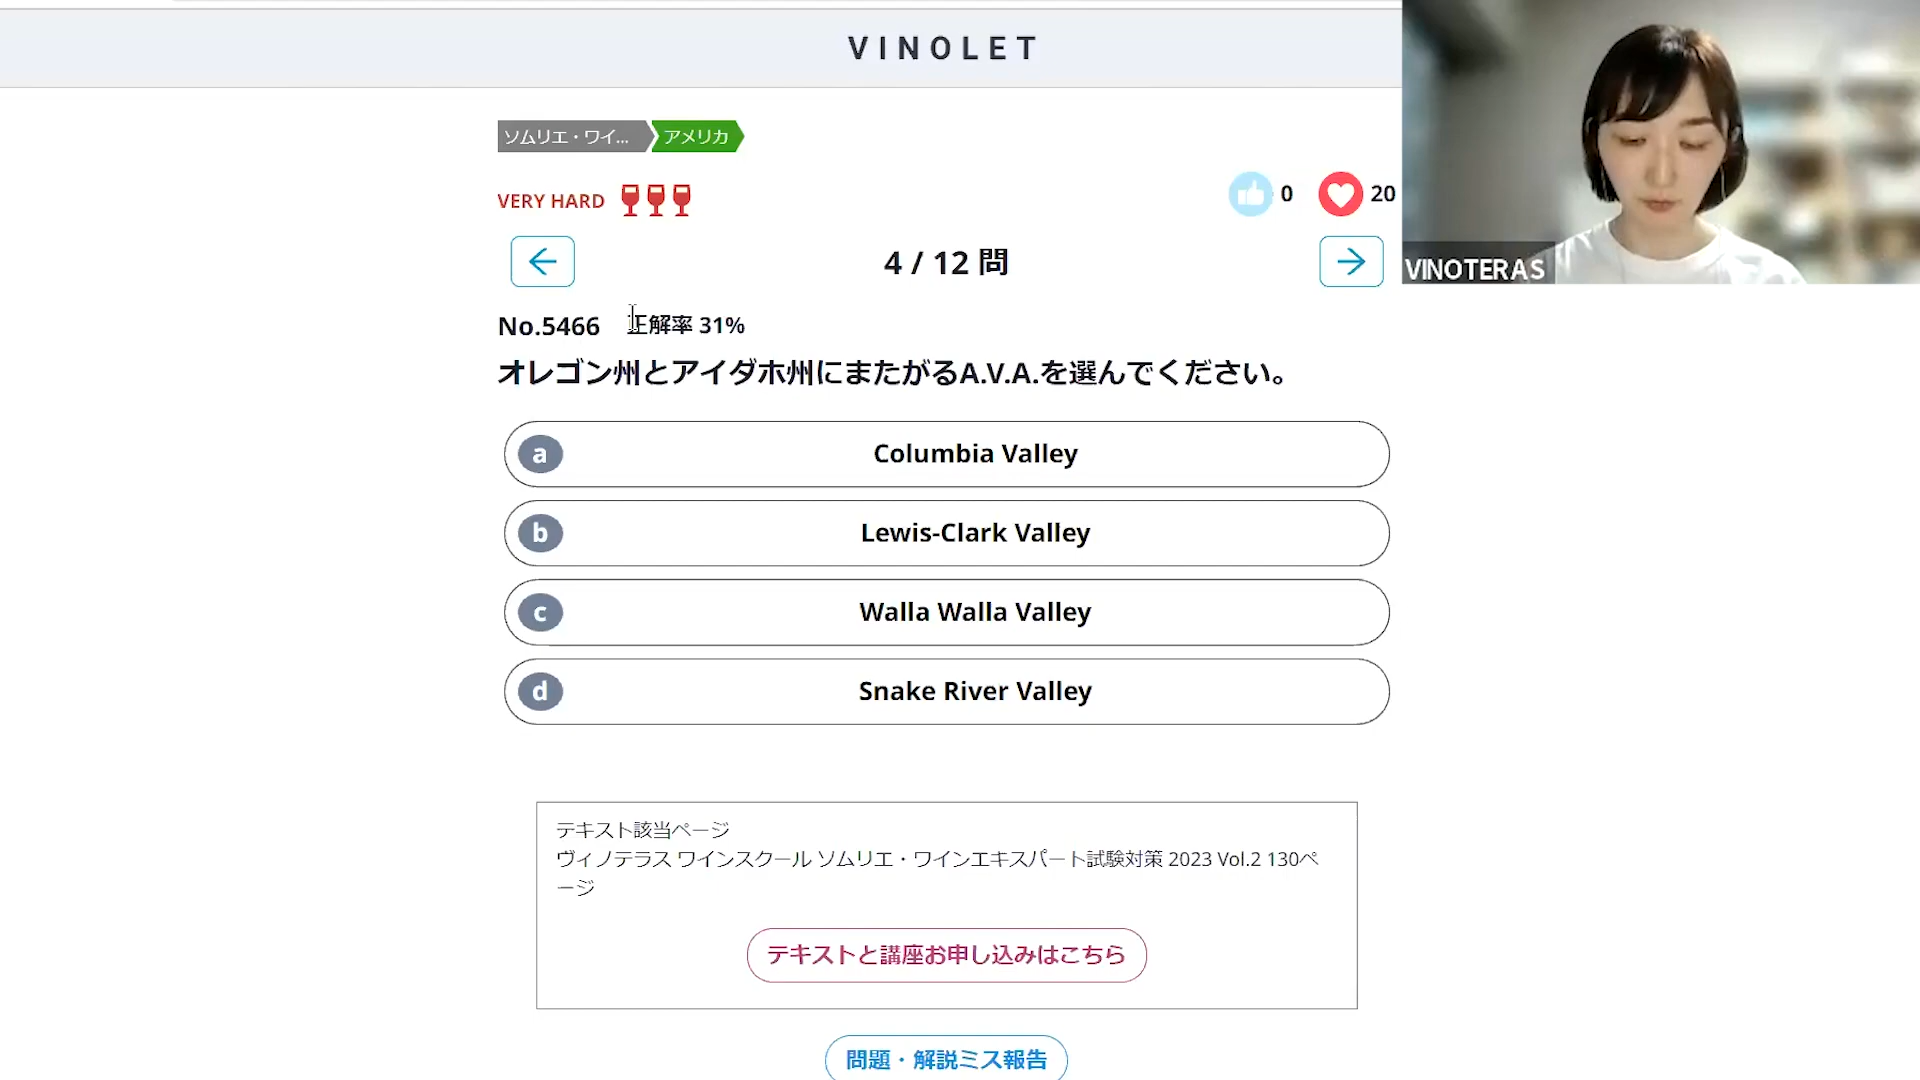 VINOLET
ソムリエ・ワイ...
アメリカ
VERY HARD
0
20
4 / 12 問
VINOTERAS
No.5466
正解率 31%
オレゴン州とアイダホ州にまたがるA.V.A.を選んでください。
a Columbia Valley
b Lewis-Clark Valley
c Walla Walla Valley
d Snake River Valley
テキスト該当ページ
ヴィノテラス ワインスクール ソムリエ・ワインエキスパート試験対策 2023 Vol.2 130ペ
ージ
テキストと講座お申し込みはこちら
問題・解説ミス報告